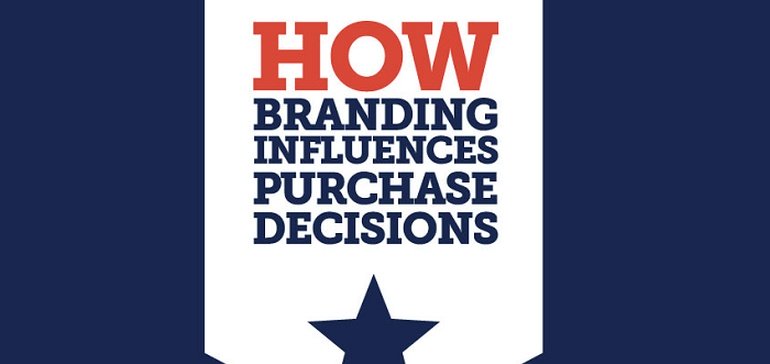 HOW
BRANDING
INFLUENCES
PURCHASE
DECISIONS